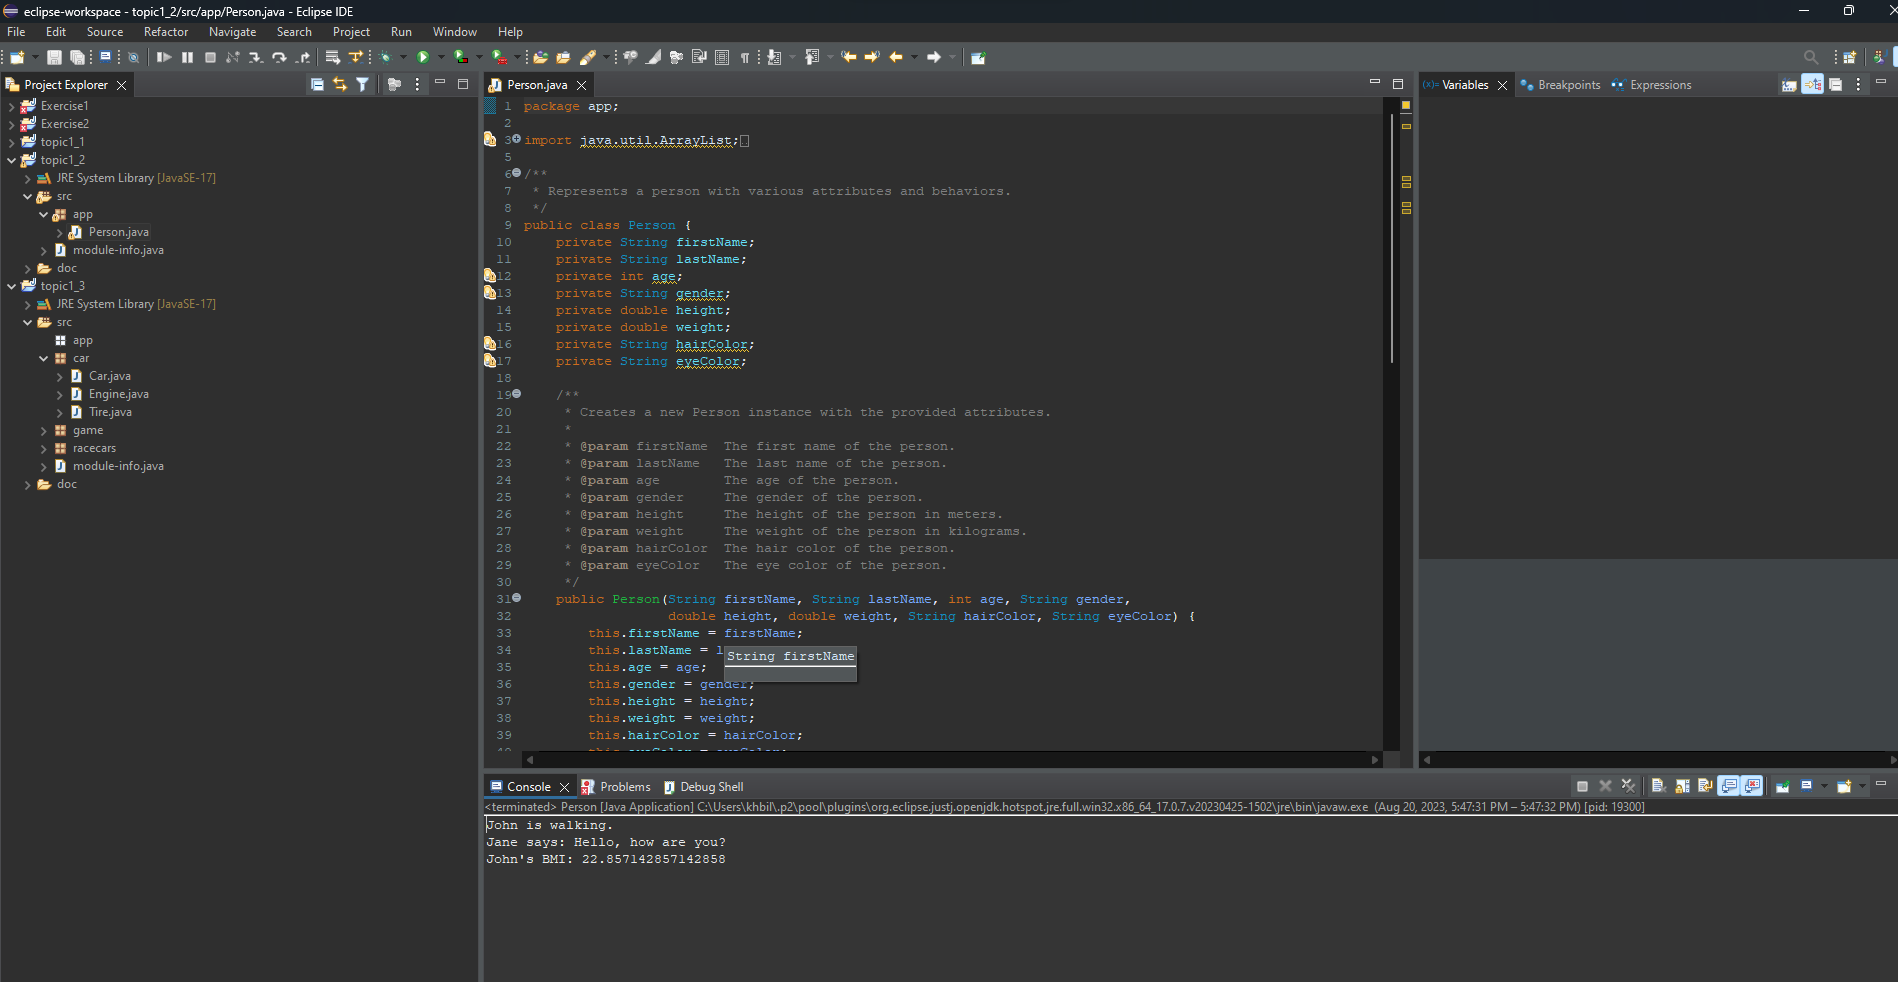 eclipse-workspace - topic1_2/src/app/Person.java - Eclipse IDE
File Edit Source Refactor Navigate Search Project Run Window Help
Project Explorer
Exercise1
Exercise2
topic1_1
topic1_2
JRE System Library [JavaSE-17]
src
app
Person.java
module-info.java
doc
topic1_3
JRE System Library [JavaSE-17]
src
app
car
Car.java
Engine.java
Tire.java
game
racecars
module-info.java
doc
Person.java
1 package app;
2
3 import java.util.ArrayList;
5
6 /**
7 * Represents a person with various attributes and behaviors.
8 */
9 public class Person {
10 private String firstName;
11 private String lastName;
12 private int age;
13 private String gender;
14 private double height;
15 private double weight;
16 private String hairColor;
17 private String eyeColor;
18
19 /**
20 * Creates a new Person instance with the provided attributes.
21 *
22 * @param firstName The first name of the person.
23 * @param lastName The last name of the person.
24 * @param age The age of the person.
25 * @param gender The gender of the person.
26 * @param height The height of the person in meters.
27 * @param weight The weight of the person in kilograms.
28 * @param hairColor The hair color of the person.
29 * @param eyeColor The eye color of the person.
30 */
31 public Person(String firstName, String lastName, int age, String gender,
32 double height, double weight, String hairColor, String eyeColor) {
33 this.firstName = firstName;
34 this.lastName = l
String firstName
35 this.age = age;
36 this.gender = gender;
37 this.height = height;
38 this.weight = weight;
39 this.hairColor = hairColor;
40 this.eyeColor = eyeColor;
(x)= Variables Breakpoints Expressions
Console Problems Debug Shell
<terminated> Person [Java Application] C:\Users\khbil\.p2\pool\plugins\org.eclipse.justj.openjdk.hotspot.jre.full.win32.x86_64_17.0.7.v20230425-1502\jre\bin\javaw.exe (Aug 20, 2023, 5:47:31 PM – 5:47:32 PM) [pid: 19300]
John is walking.
Jane says: Hello, how are you?
John's BMI: 22.857142857142858